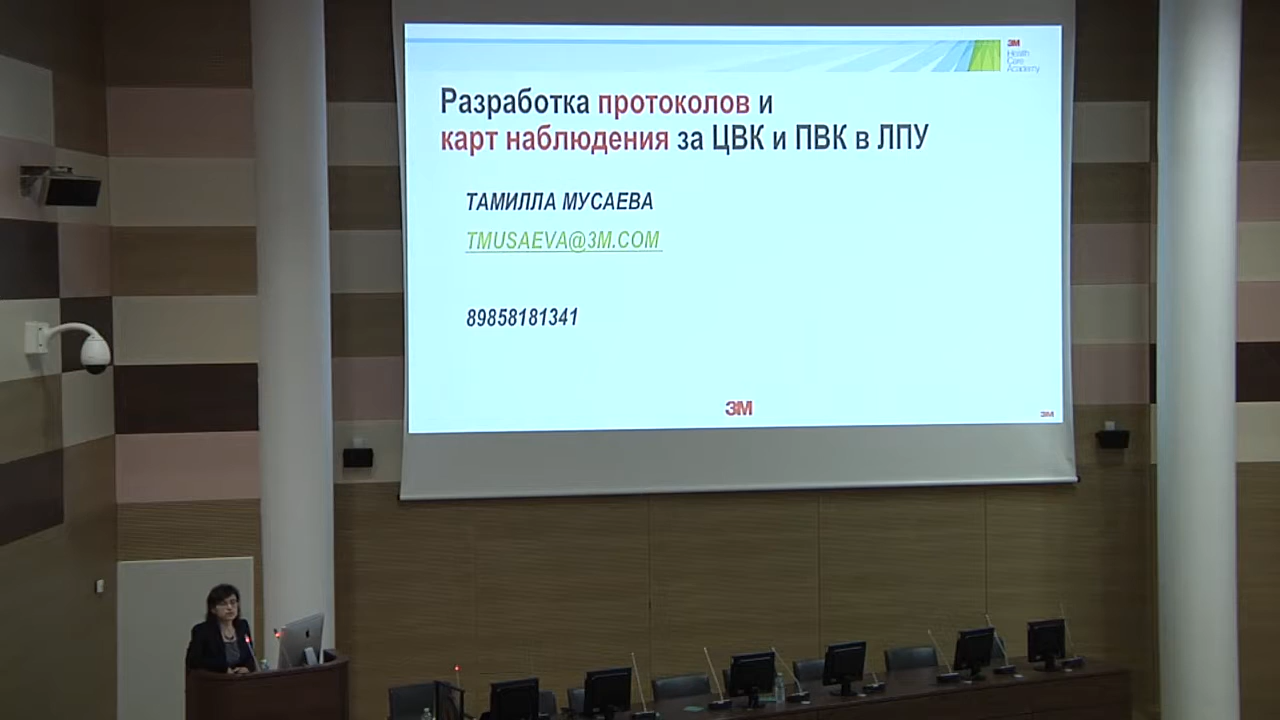 3M
Health
Care
Academy
Разработка протоколов и
карт наблюдения за ЦВК и ПВК в ЛПУ
ТАМИЛЛА МУСАЕВА
TMUSAEVA@3M.COM
89858181341
3M
3M